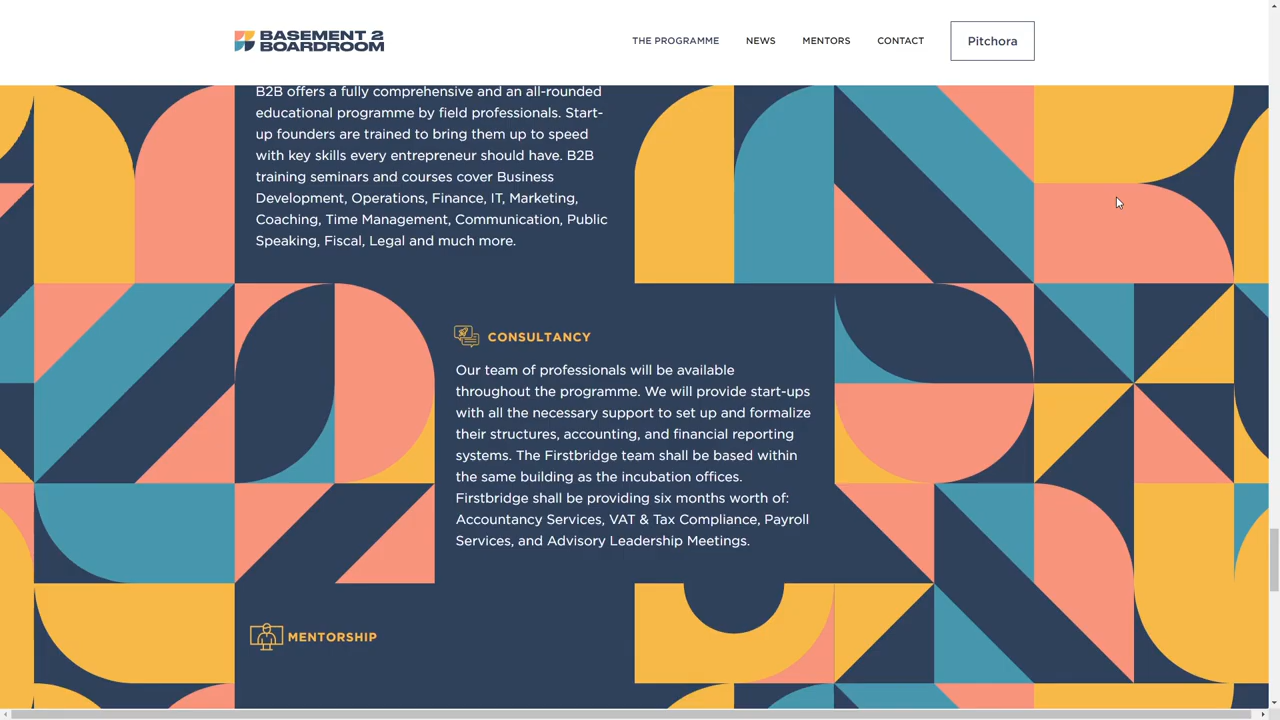 BASEMENT 2
BOARDROOM
THE PROGRAMME
NEWS
MENTORS
CONTACT
Pitchora
B2B offers a fully comprehensive and an all-rounded
educational programme by field professionals. Start-
up founders are trained to bring them up to speed
with key skills every entrepreneur should have. B2B
training seminars and courses cover Business
Development, Operations, Finance, IT, Marketing,
Coaching, Time Management, Communication, Public
Speaking, Fiscal, Legal and much more.
CONSULTANCY
Our team of professionals will be available
throughout the programme. We will provide start-ups
with all the necessary support to set up and formalize
their structures, accounting, and financial reporting
systems. The Firstbridge team shall be based within
the same building as the incubation offices.
Firstbridge shall be providing six months worth of:
Accountancy Services, VAT & Tax Compliance, Payroll
Services, and Advisory Leadership Meetings.
MENTORSHIP